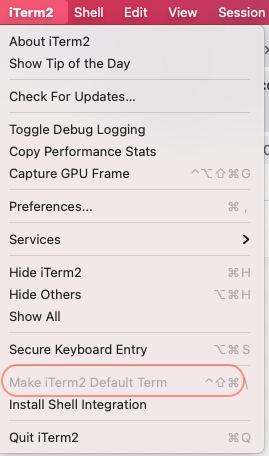 iTerm2 Shell Edit View Session
About iTerm2
Show Tip of the Day
Check For Updates...
Toggle Debug Logging
Copy Performance Stats
Capture GPU Frame ^⌥⇧⌘G
Preferences... ⌘ ,
Services
Hide iTerm2 ⌘H
Hide Others ⌥⌘H
Show All
Secure Keyboard Entry ⌥⌘S
Make iTerm2 Default Term ^⇧⌘\
Install Shell Integration
Quit iTerm2 ⌘Q